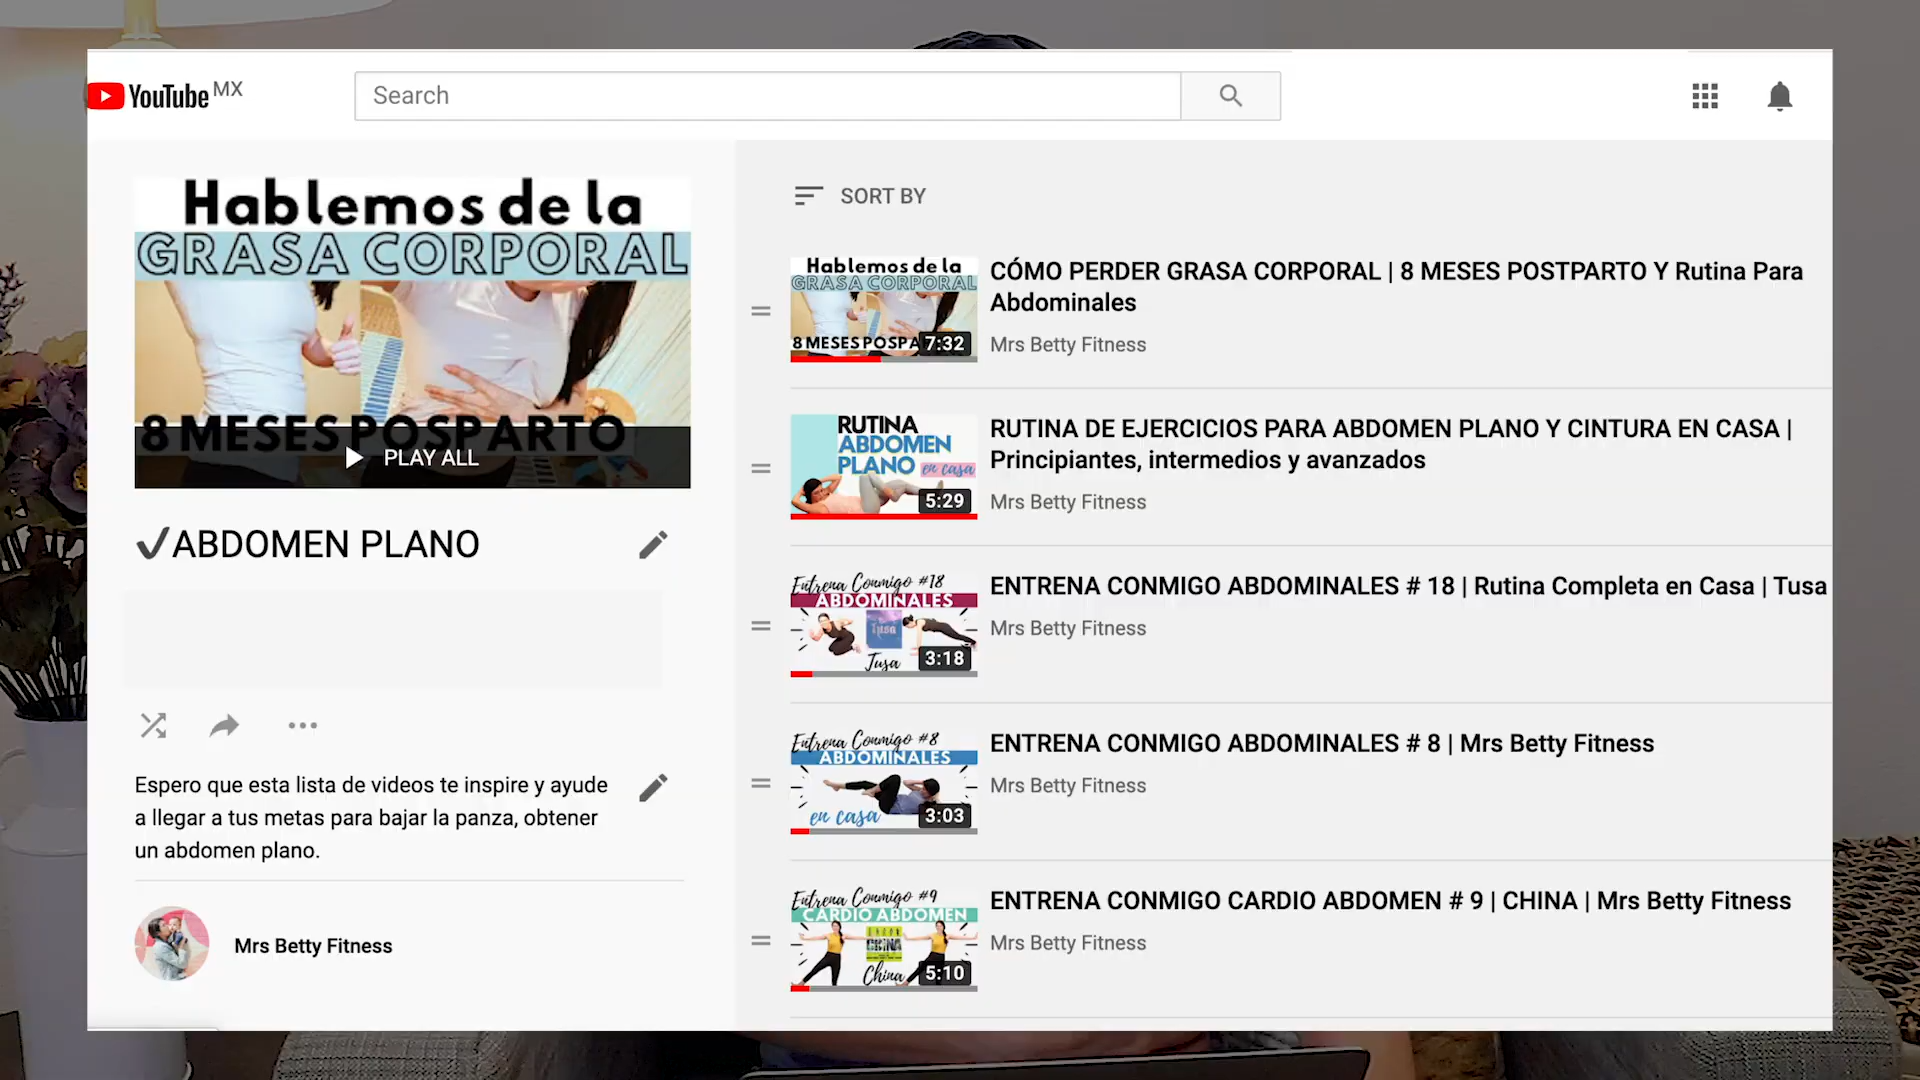 YouTube MX
Search
Hablemos de la
GRASA CORPORAL
8 MESES POSPARTO
PLAY ALL
✔ABDOMEN PLANO
Espero que esta lista de videos te inspire y ayude
a llegar a tus metas para bajar la panza, obtener
un abdomen plano.
Mrs Betty Fitness
SORT BY
Hablemos de la
GRASA CORPORAL
8 MESES POSPA
7:32
CÓMO PERDER GRASA CORPORAL | 8 MESES POSTPARTO Y Rutina Para
Abdominales
Mrs Betty Fitness
RUTINA
ABDOMEN
PLANO en casa
5:29
RUTINA DE EJERCICIOS PARA ABDOMEN PLANO Y CINTURA EN CASA |
Principiantes, intermedios y avanzados
Mrs Betty Fitness
Entrena Conmigo #18
ABDOMINALES
Tusa
Tusa
3:18
ENTRENA CONMIGO ABDOMINALES # 18 | Rutina Completa en Casa | Tusa
Mrs Betty Fitness
Entrena Conmigo #8
ABDOMINALES
en casa
3:03
ENTRENA CONMIGO ABDOMINALES # 8 | Mrs Betty Fitness
Mrs Betty Fitness
Entrena Conmigo #9
CARDIO ABDOMEN
CHINA
China
5:10
ENTRENA CONMIGO CARDIO ABDOMEN # 9 | CHINA | Mrs Betty Fitness
Mrs Betty Fitness